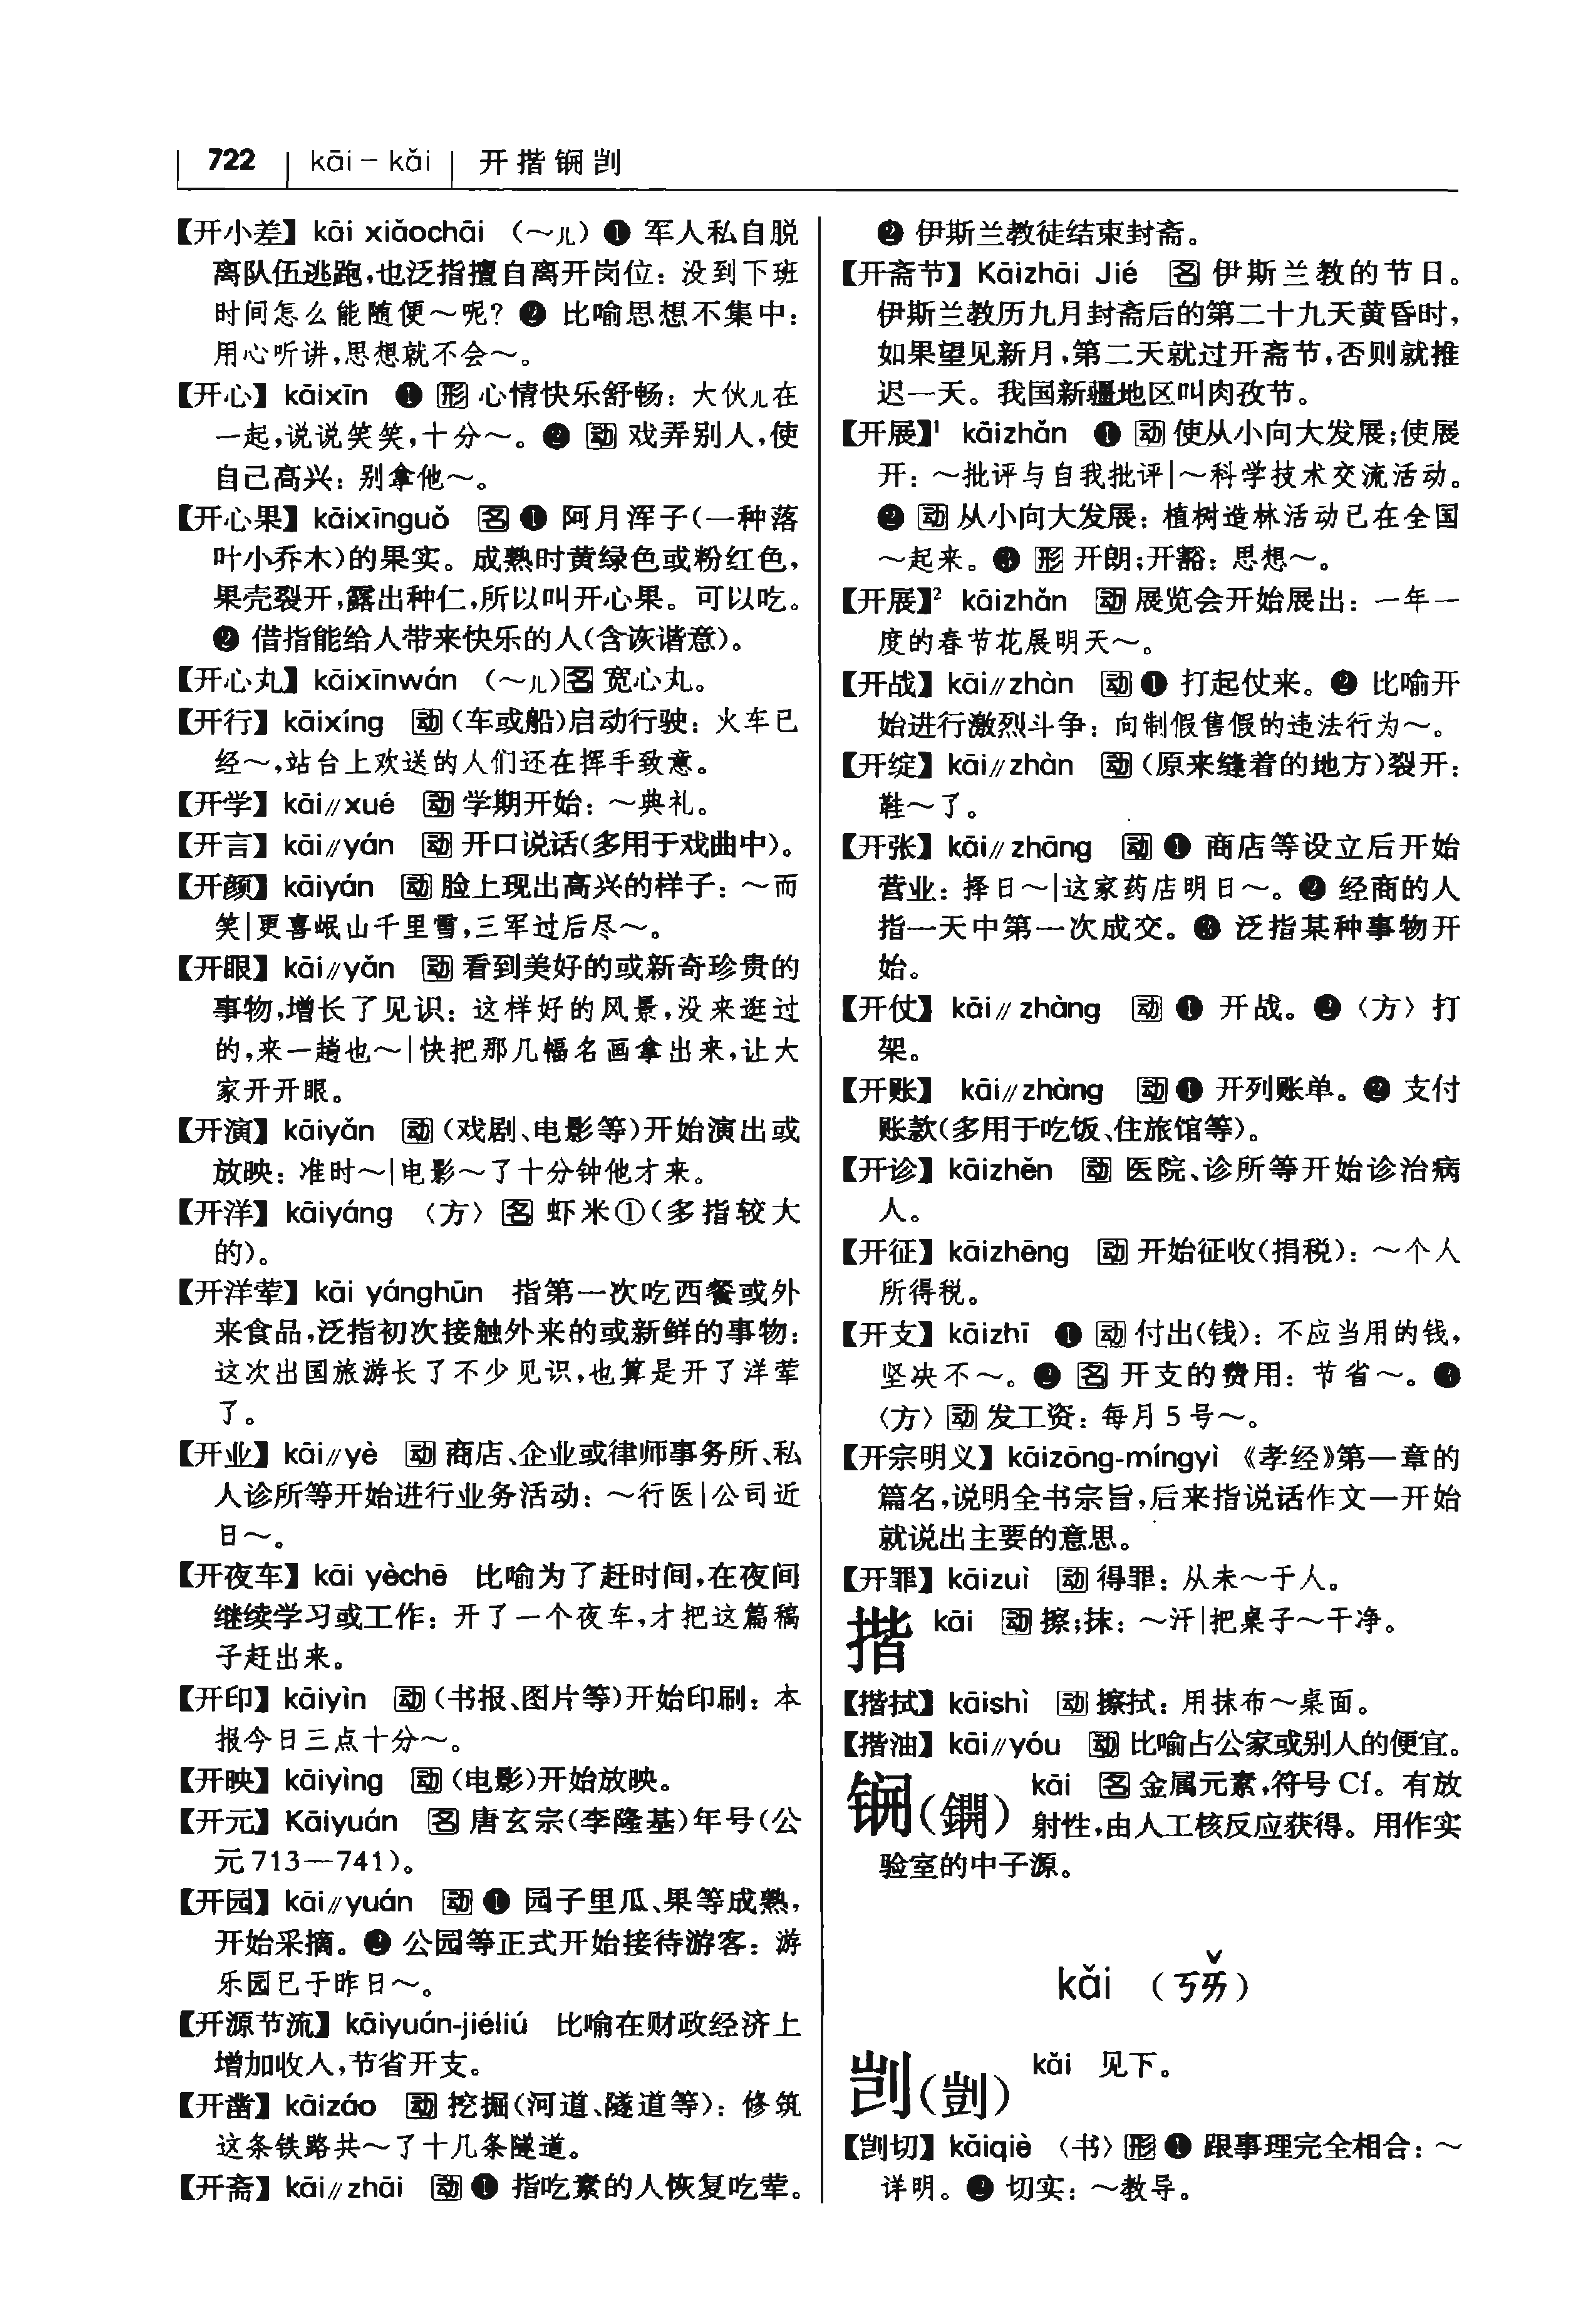 722 kāi – kǎi 开揩锎剀
【开小差】kāi xiǎochāi （～儿）❶ 军人私自脱
离队伍逃跑，也泛指擅自离开岗位：没到下班
时间怎么能随便～呢？❷ 比喻思想不集中：
用心听讲，思想就不会～。
【开心】kāixīn ❶ 形 心情快乐舒畅：大伙儿在
一起，说说笑笑，十分～。❷ 动 戏弄别人，使
自己高兴：别拿他～。
【开心果】kāixīnguǒ 名 ❶ 阿月浑子（一种落
叶小乔木）的果实。成熟时黄绿色或粉红色，
果壳裂开，露出种仁，所以叫开心果。可以吃。
❷ 借指能给人带来快乐的人（含诙谐意）。
【开心丸】kāixīnwán （～儿）名 宽心丸。
【开行】kāixíng 动（车或船）启动行驶：火车已
经～，站台上欢送的人们还在挥手致意。
【开学】kāi∥xué 动 学期开始：～典礼。
【开言】kāi∥yán 动 开口说话（多用于戏曲中）。
【开颜】kāiyán 动 脸上现出高兴的样子：～而
笑|更喜岷山千里雪，三军过后尽～。
【开眼】kāi∥yǎn 动 看到美好的或新奇珍贵的
事物，增长了见识：这样好的风景，没来逛过
的，来一趟也～|快把那几幅名画拿出来，让大
家开开眼。
【开演】kāiyǎn 动（戏剧、电影等）开始演出或
放映：准时～|电影～了十分钟他才来。
【开洋】kāiyáng 〈方〉名 虾米①（多指较大
的）。
【开洋荤】kāi yánghūn 指第一次吃西餐或外
来食品，泛指初次接触外来的或新鲜的事物：
这次出国旅游长了不少见识，也算是开了洋荤
了。
【开业】kāi∥yè 动 商店、企业或律师事务所、私
人诊所等开始进行业务活动：～行医|公司近
日～。
【开夜车】kāi yèchē 比喻为了赶时间，在夜间
继续学习或工作：开了一个夜车，才把这篇稿
子赶出来。
【开印】kāiyìn 动（书报、图片等）开始印刷：本
报今日三点十分～。
【开映】kāiyìng 动（电影）开始放映。
【开元】Kāiyuán 名 唐玄宗（李隆基）年号（公
元713—741）。
【开园】kāi∥yuán 动 ❶ 园子里瓜、果等成熟，
开始采摘。❷ 公园等正式开始接待游客：游
乐园已于昨日～。
【开源节流】kāiyuán-jiéliú 比喻在财政经济上
增加收入，节省开支。
【开凿】kāizáo 动 挖掘（河道、隧道等）：修筑
这条铁路共～了十几条隧道。
【开斋】kāi∥zhāi 动 ❶ 指吃素的人恢复吃荤。
❷ 伊斯兰教徒结束封斋。
【开斋节】Kāizhāi Jié 名 伊斯兰教的节日。
伊斯兰教历九月封斋后的第二十九天黄昏时，
如果望见新月，第二天就过开斋节，否则就推
迟一天。我国新疆地区叫肉孜节。
【开展】¹ kāizhǎn ❶ 动 使从小向大发展；使展
开：～批评与自我批评|～科学技术交流活动。
❷ 动 从小向大发展：植树造林活动已在全国
～起来。❸ 形 开朗；开豁：思想～。
【开展】² kāizhǎn 动 展览会开始展出：一年一
度的春节花展明天～。
【开战】kāi∥zhàn 动 ❶ 打起仗来。❷ 比喻开
始进行激烈斗争：向制假售假的违法行为～。
【开绽】kāi∥zhàn 动（原来缝着的地方）裂开：
鞋～了。
【开张】kāi∥zhāng 动 ❶ 商店等设立后开始
营业：择日～|这家药店明日～。❷ 经商的人
指一天中第一次成交。❸ 泛指某种事物开
始。
【开仗】kāi∥zhàng 动 ❶ 开战。❷〈方〉打
架。
【开账】kāi∥zhàng 动 ❶ 开列账单。❷ 支付
账款（多用于吃饭、住旅馆等）。
【开诊】kāizhěn 动 医院、诊所等开始诊治病
人。
【开征】kāizhēng 动 开始征收（捐税）：～个人
所得税。
【开支】kāizhī ❶ 动 付出（钱）：不应当用的钱，
坚决不～。❷ 名 开支的费用：节省～。❸
〈方〉动 发工资：每月5号～。
【开宗明义】kāizōng-míngyì 《孝经》第一章的
篇名，说明全书宗旨，后来指说话作文一开始
就说出主要的意思。
【开罪】kāizuì 动 得罪：从未～于人。
揩 kāi 动 擦；抹：～汗|把桌子～干净。
【揩拭】kāishì 动 擦拭：用抹布～桌面。
【揩油】kāi∥yóu 动 比喻占公家或别人的便宜。
锎（鐦） kāi 名 金属元素，符号Cf。有放
射性，由人工核反应获得。用作实
验室的中子源。
kǎi （ㄎㄞˇ）
剀（剴） kǎi 见下。
【剀切】kǎiqiè 〈书〉形 ❶ 跟事理完全相合：～
详明。❷ 切实：～教导。